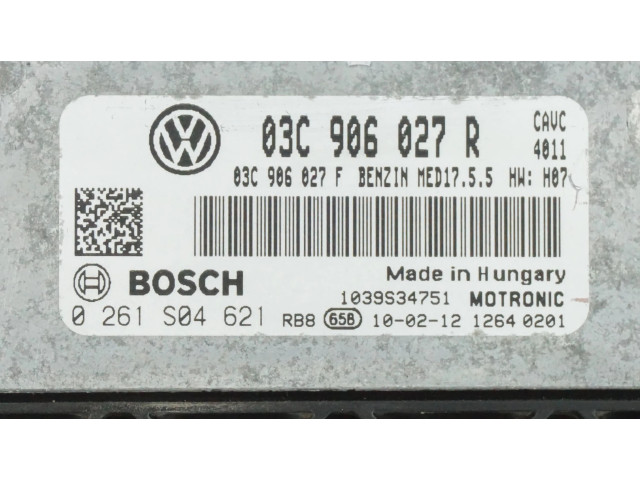 03C 906 027 R CAVC
4011
03C 906 027 F BENZIN MED17.5.5 HW: H07
BOSCH
Made in Hungary
1039S34751 MOTRONIC
0 261 S04 621 RB8 658 10-02-12 1264 0201